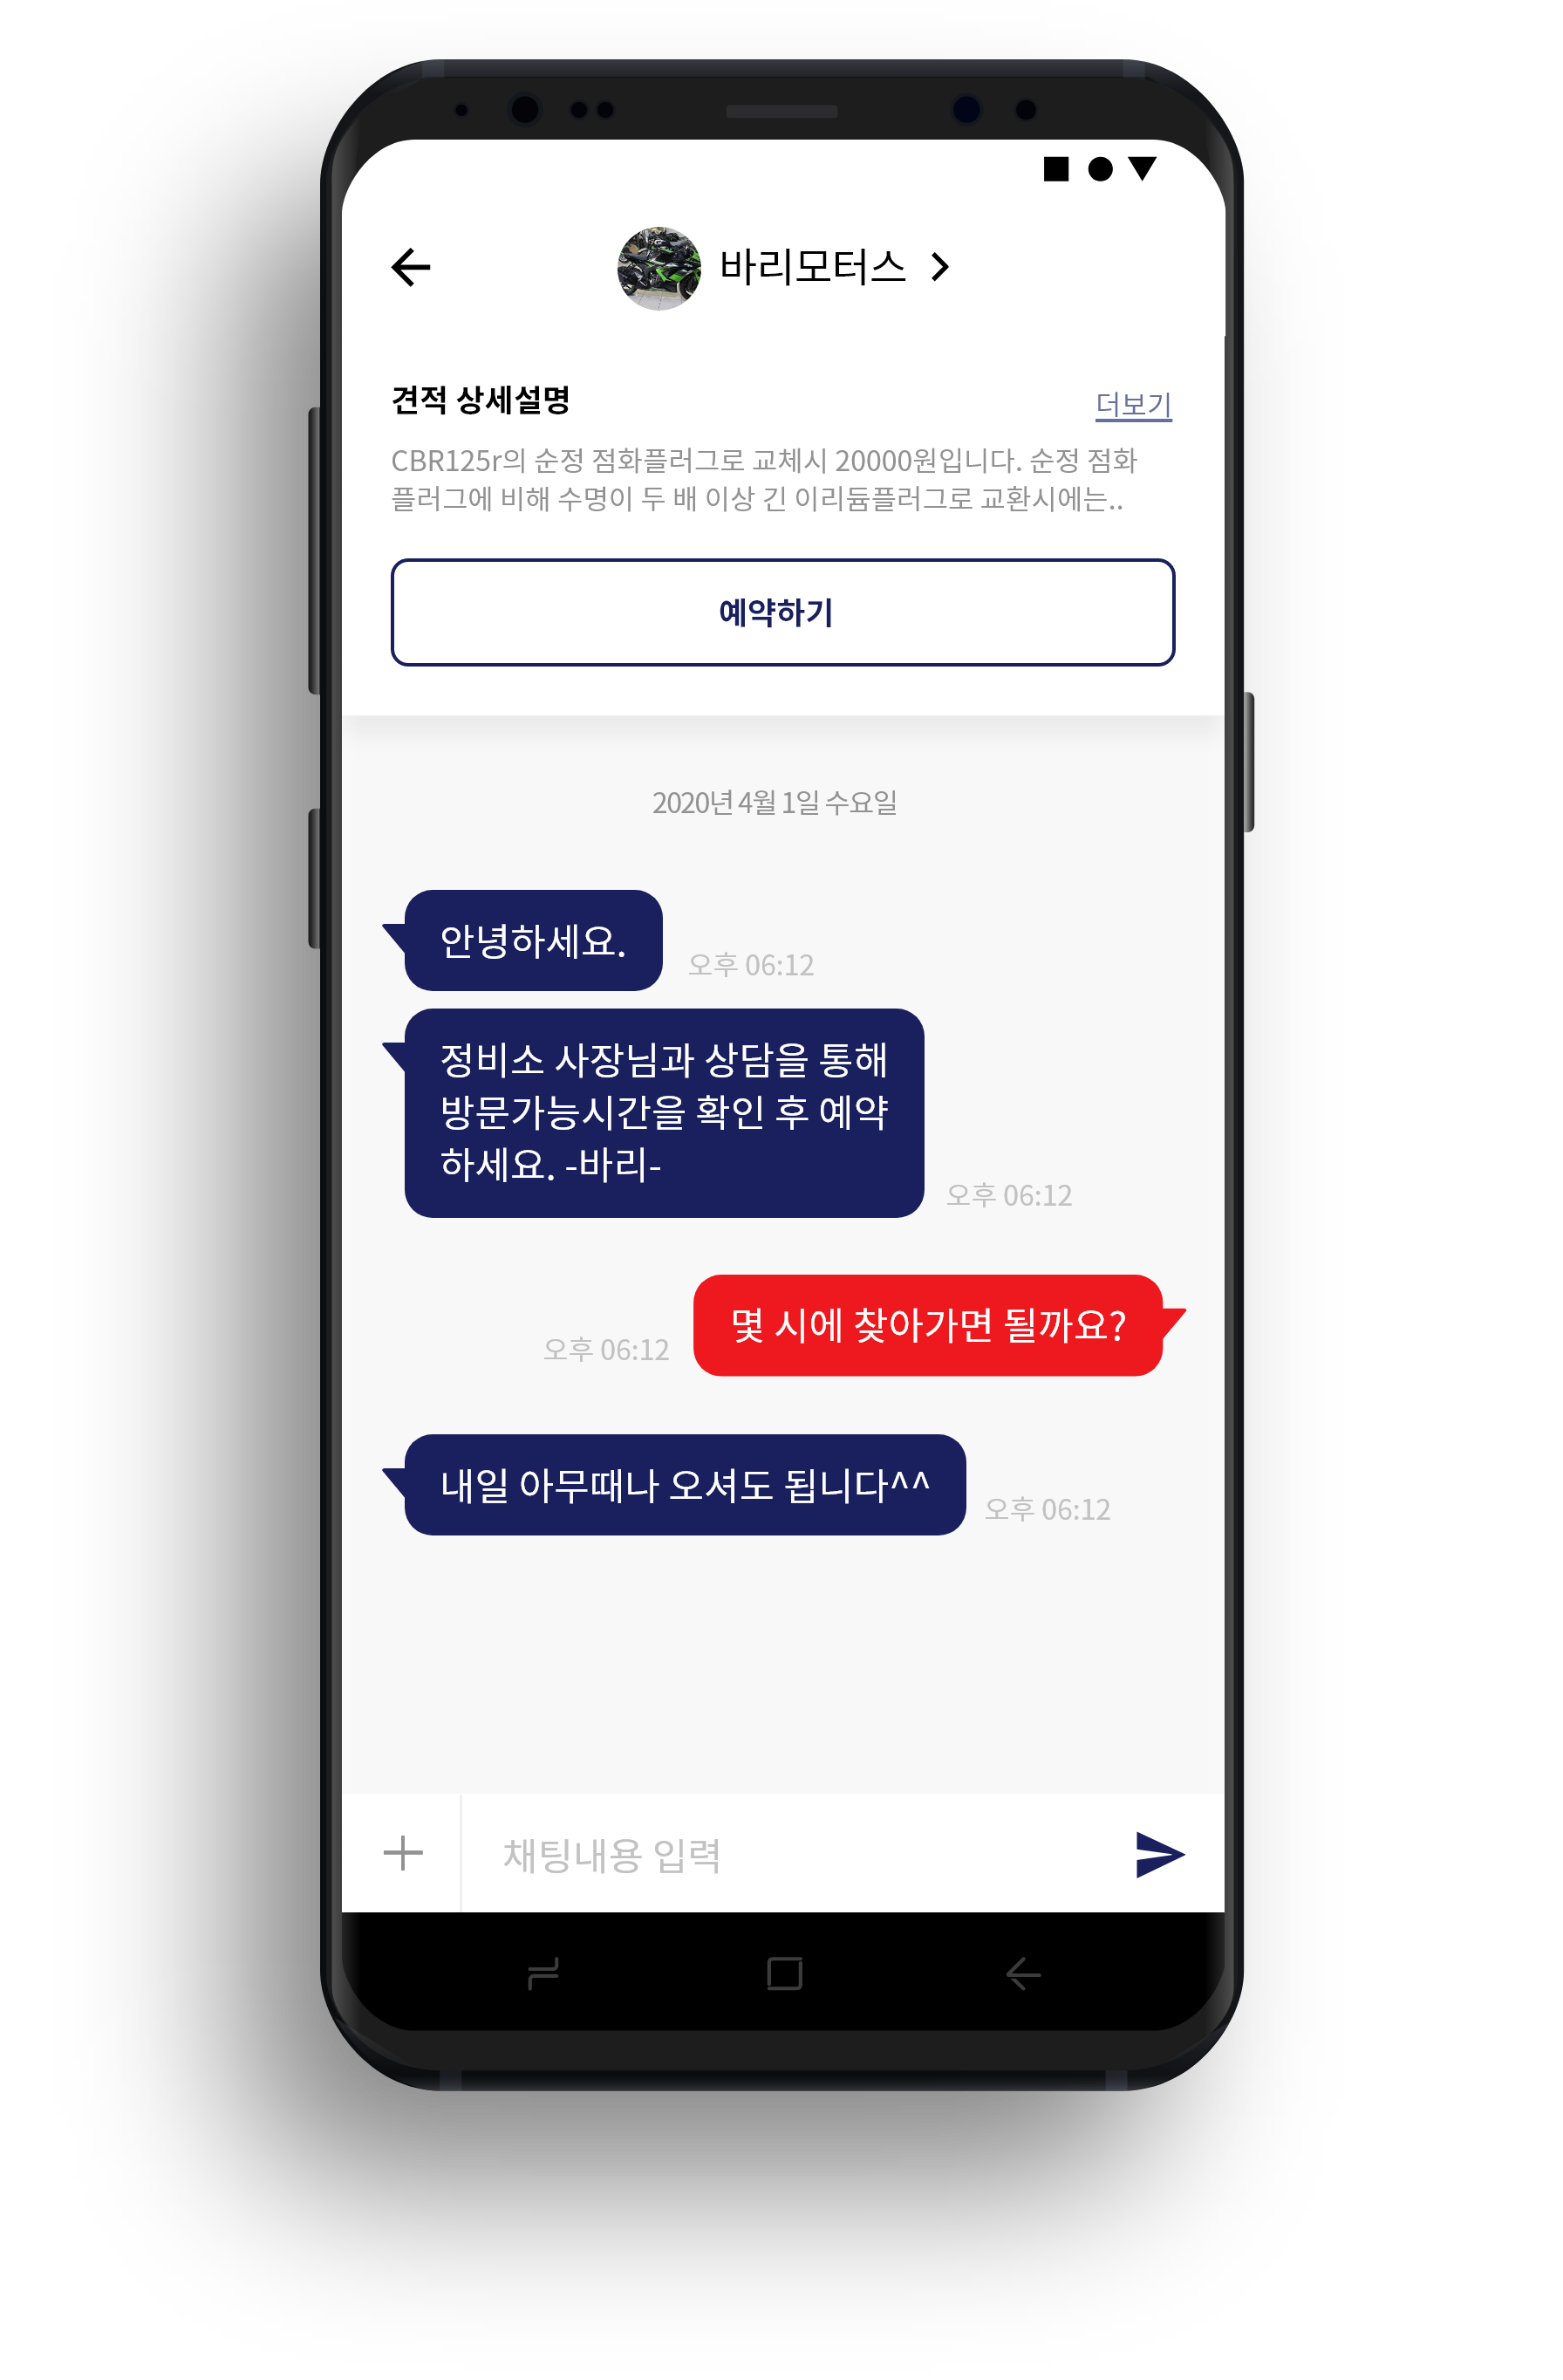 바리모터스
견적 상세설명
더보기
CBR125r의 순정 점화플러그로 교체시 20000원입니다. 순정 점화
플러그에 비해 수명이 두 배 이상 긴 이리듐플러그로 교환시에는..
예약하기
2020년 4월 1일 수요일
안녕하세요.
오후 06:12
정비소 사장님과 상담을 통해
방문가능시간을 확인 후 예약
하세요. -바리-
오후 06:12
몇 시에 찾아가면 될까요?
오후 06:12
내일 아무때나 오셔도 됩니다^^
오후 06:12
채팅내용 입력